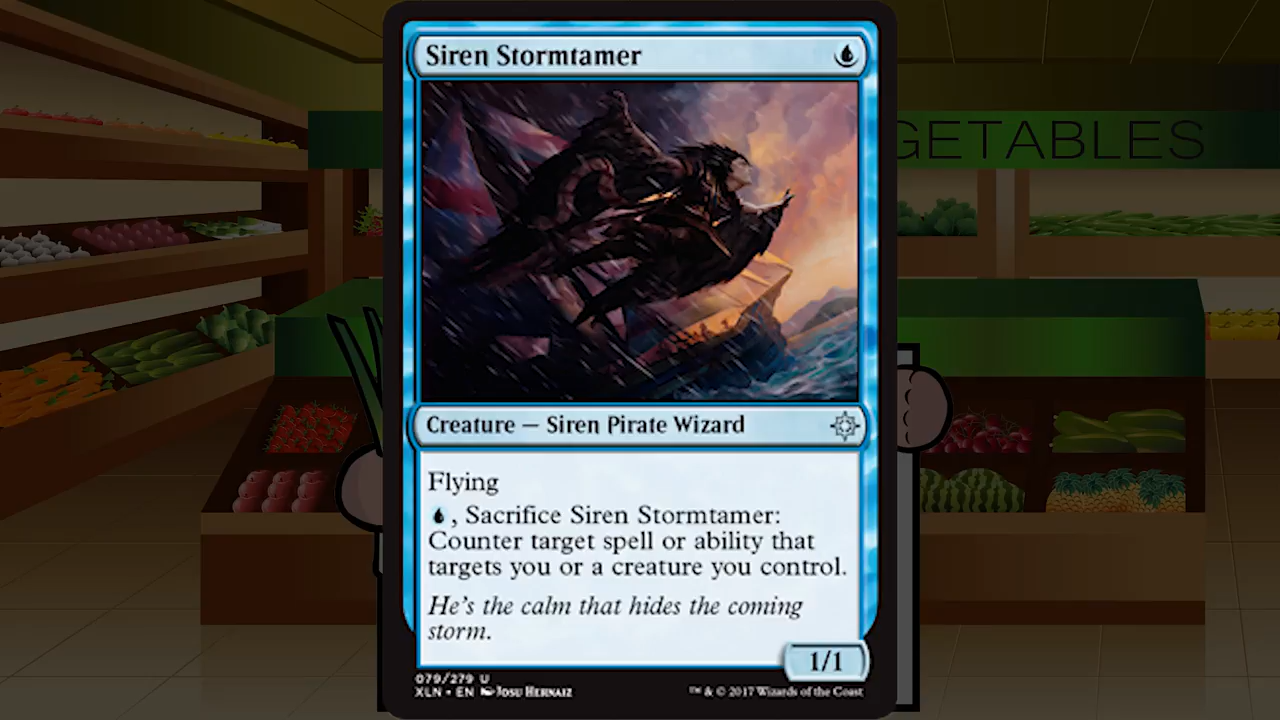 Siren Stormtamer
GETABLES
Creature — Siren Pirate Wizard
Flying
, Sacrifice Siren Stormtamer:
Counter target spell or ability that
targets you or a creature you control.
He's the calm that hides the coming
storm.
1/1
079/279 U
XLN • EN Josu Hernaiz
™ & © 2017 Wizards of the Coast